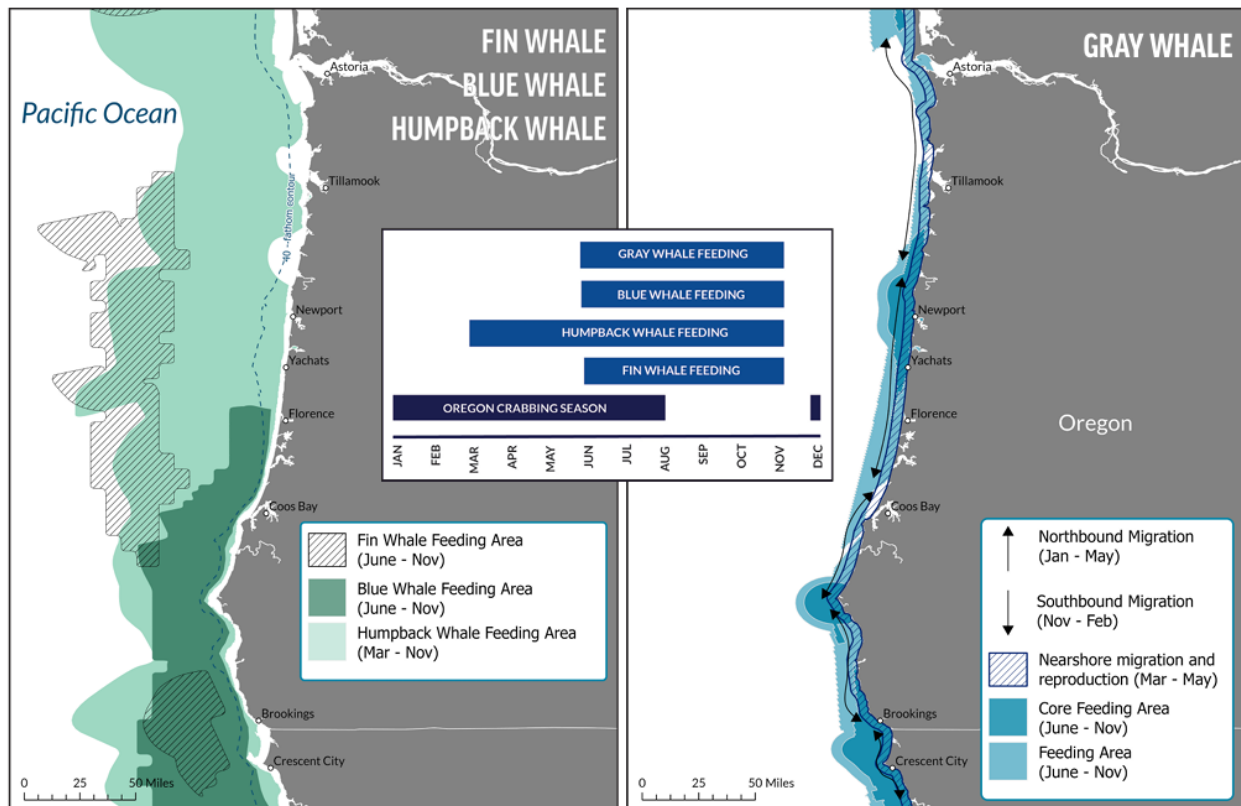 FIN WHALE
BLUE WHALE
HUMPBACK WHALE
Pacific Ocean
Astoria
Tillamook
40 --fathom contour
Newport
Yachats
Florence
Coos Bay
Brookings
Crescent City
Fin Whale Feeding Area
(June - Nov)
Blue Whale Feeding Area
(June - Nov)
Humpback Whale Feeding Area
(Mar - Nov)
0 25 50 Miles
GRAY WHALE FEEDING
BLUE WHALE FEEDING
HUMPBACK WHALE FEEDING
FIN WHALE FEEDING
OREGON CRABBING SEASON
JAN FEB MAR APR MAY JUN JUL AUG SEP OCT NOV DEC
GRAY WHALE
Astoria
Tillamook
Newport
Yachats
Florence
Oregon
Coos Bay
Brookings
Crescent City
Northbound Migration
(Jan - May)
Southbound Migration
(Nov - Feb)
Nearshore migration and
reproduction (Mar - May)
Core Feeding Area
(June - Nov)
Feeding Area
(June - Nov)
0 25 50 Miles